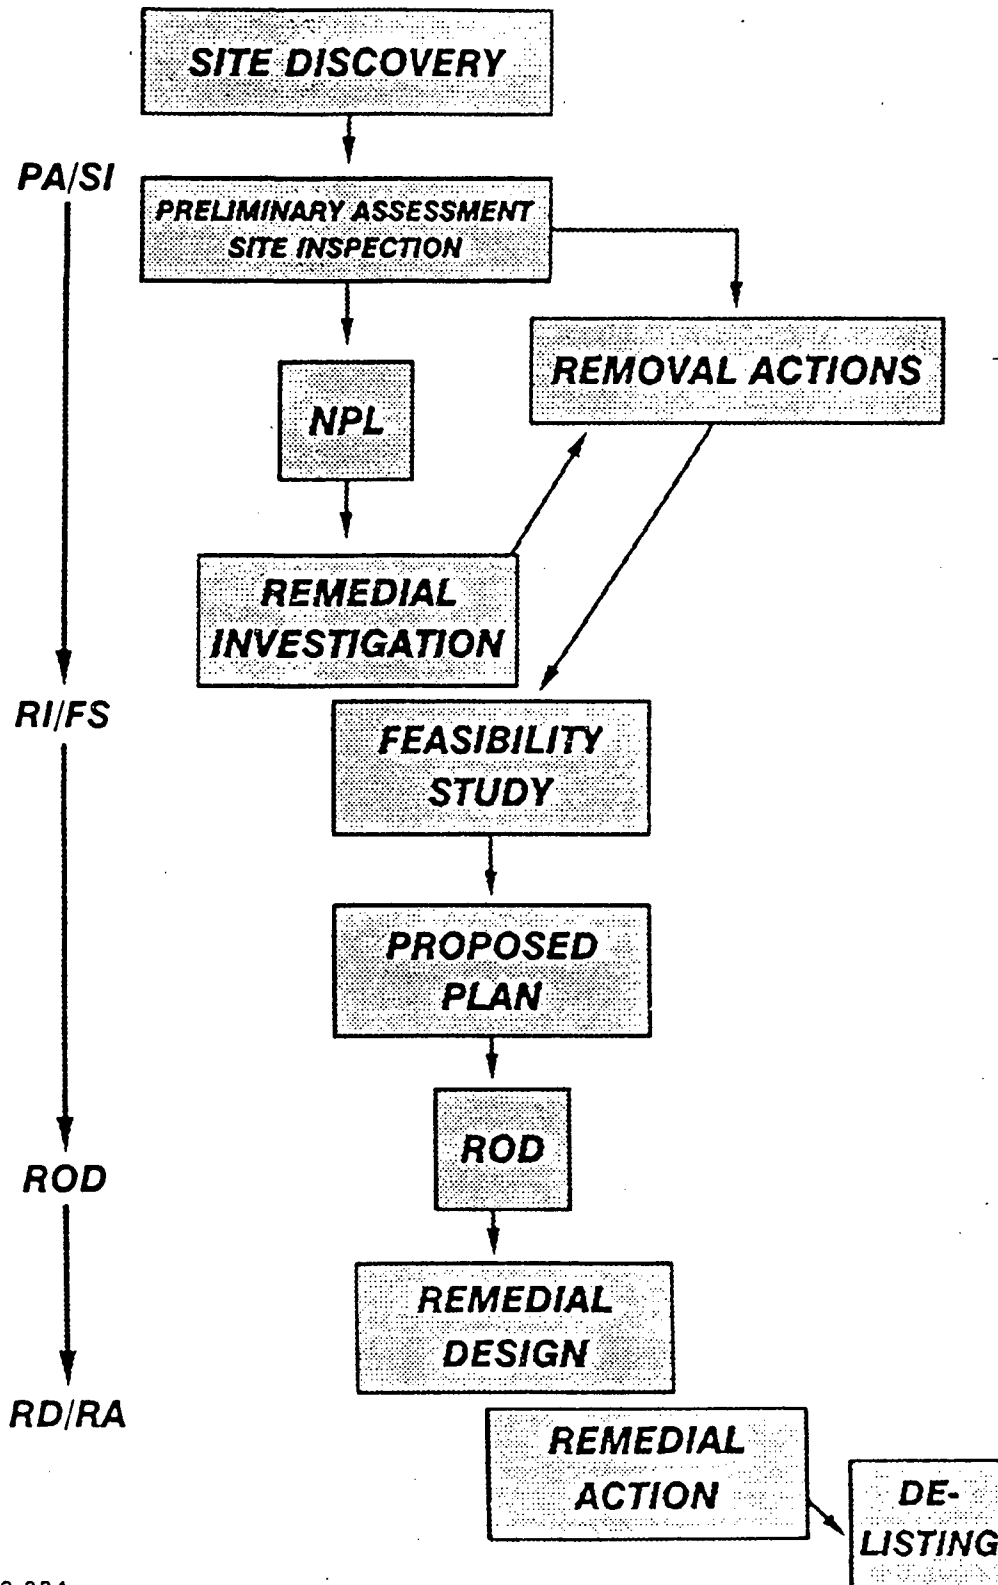 SITE DISCOVERY
PA/SI
PRELIMINARY ASSESSMENT
SITE INSPECTION
REMOVAL ACTIONS
NPL
REMEDIAL
INVESTIGATION
RI/FS
FEASIBILITY
STUDY
PROPOSED
PLAN
ROD
ROD
REMEDIAL
DESIGN
RD/RA
REMEDIAL
ACTION
DE-
LISTING